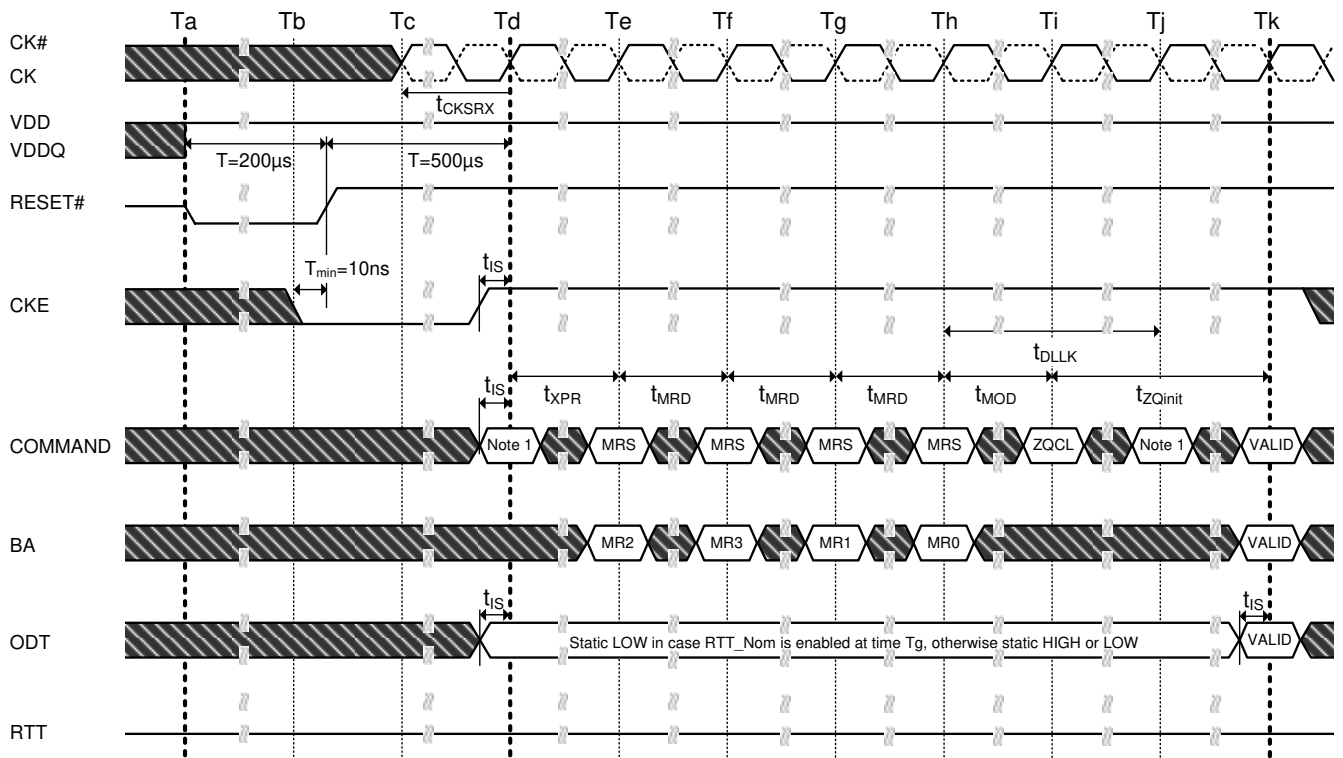 Ta Tb Tc Td Te Tf Tg Th Ti Tj Tk
CK#
CK
tCKSRX
VDD
VDDQ
T=200µs T=500µs
RESET#
Tmin=10ns tIS
CKE
tDLLK
tIS tXPR tMRD tMRD tMRD tMOD tZQinit
COMMAND Note 1 MRS MRS MRS MRS ZQCL Note 1 VALID
BA MR2 MR3 MR1 MR0 VALID
tIS tIS
ODT Static LOW in case RTT_Nom is enabled at time Tg, otherwise static HIGH or LOW VALID
RTT